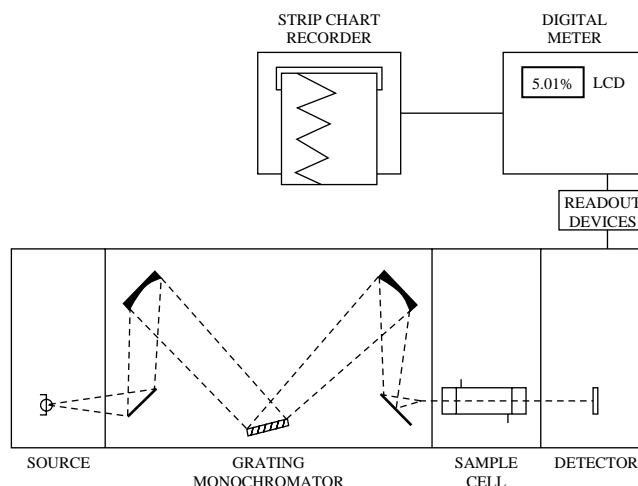 STRIP CHART
RECORDER
DIGITAL
METER
5.01%
LCD
READOUT
DEVICES
SOURCE
GRATING
MONOCHROMATOR
SAMPLE
CELL
DETECTOR